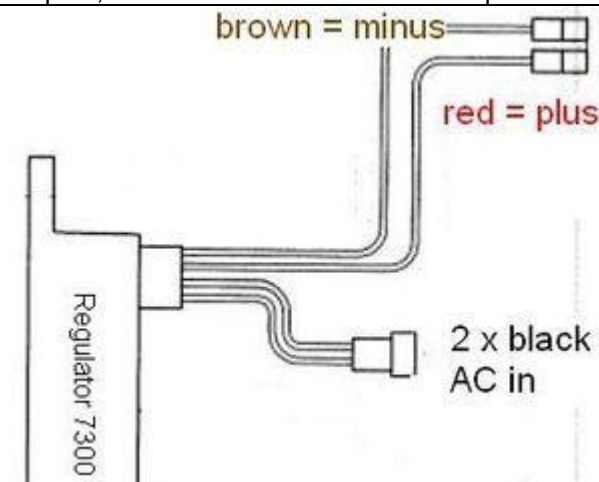 brown = minus
red = plus
2 x black
AC in
Regulator 7300